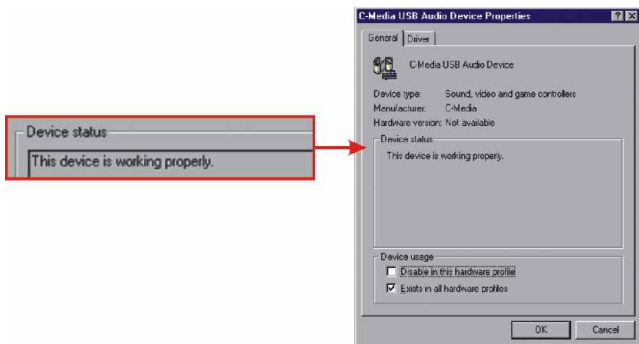 Device status
This device is working properly.
C-Media USB Audio Device Properties
General Driver
C-Media USB Audio Device
Device type: Sound, video and game controllers
Manufacturer: C-Media
Hardware version: Not available
Device status
This device is working properly.
Device usage
Disable in this hardware profile
Exists in all hardware profiles
OK Cancel